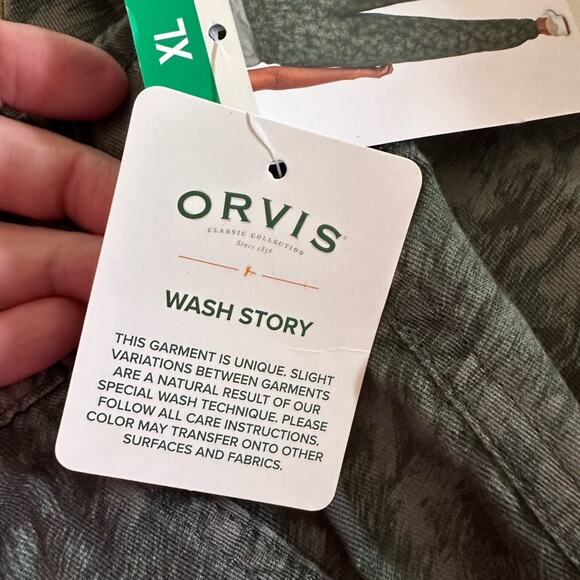 XL
ORVIS®
CLASSIC COLLECTION
Since 1856
WASH STORY
THIS GARMENT IS UNIQUE. SLIGHT
VARIATIONS BETWEEN GARMENTS
ARE A NATURAL RESULT OF OUR
SPECIAL WASH TECHNIQUE. PLEASE
FOLLOW ALL CARE INSTRUCTIONS.
COLOR MAY TRANSFER ONTO OTHER
SURFACES AND FABRICS.